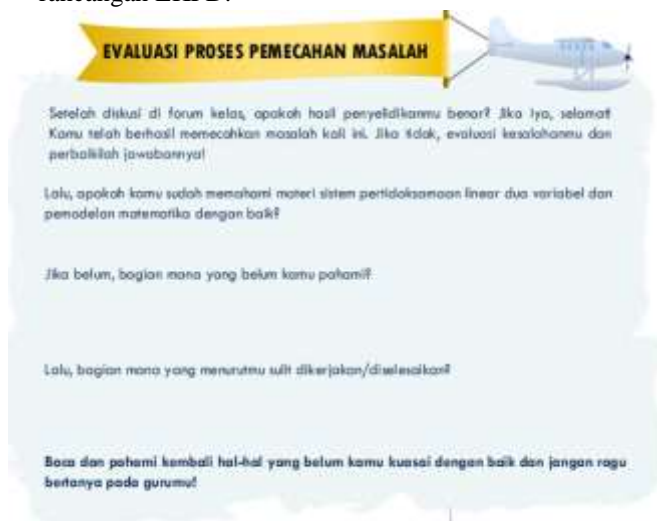 rancangan LKPD.
EVALUASI PROSES PEMECAHAN MASALAH
Setelah diskusi di forum kelas, apakah hasil penyelidikanmu benar? Jika iya, selamat!
Kamu telah berhasil memecahkan masalah kali ini. Jika tidak, evaluasi kesalahanmu dan
perbaikilah jawabannya!
Lalu, apakah kamu sudah memahami materi sistem pertidaksamaan linear dua variabel dan
pemodelan matematika dengan baik?
Jika belum, bagian mana yang belum kamu pahami?
Lalu, bagian mana yang menurutmu sulit dikerjakan/diselesaikan?
Baca dan pahami kembali hal-hal yang belum kamu kuasai dengan baik dan jangan ragu
bertanya pada gurumu!